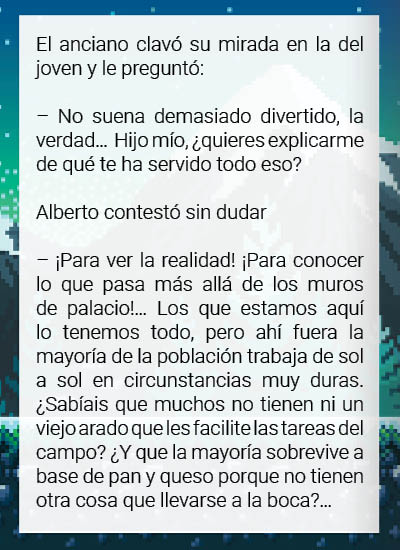 El anciano clavó su mirada en la del
joven y le preguntó:
– No suena demasiado divertido, la
verdad... Hijo mío, ¿quieres explicarme
de qué te ha servido todo eso?
Alberto contestó sin dudar
– ¡Para ver la realidad! ¡Para conocer
lo que pasa más allá de los muros
de palacio!... Los que estamos aquí
lo tenemos todo, pero ahí fuera la
mayoría de la población trabaja de sol
a sol en circunstancias muy duras.
¿Sabíais que muchos no tienen ni un
viejo arado que les facilite las tareas del
campo? ¿Y que la mayoría sobrevive a
base de pan y queso porque no tienen
otra cosa que llevarse a la boca?...